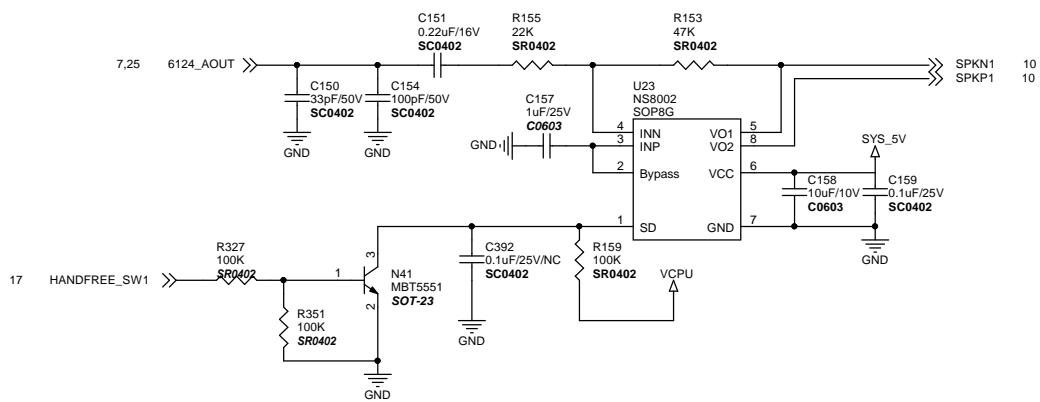 C151
0.22uF/16V
SC0402
R155
22K
SR0402
R153
47K
SR0402
7,25 6124_AOUT
SPKN1 10
SPKP1 10
C150
33pF/50V
SC0402
C154
100pF/50V
SC0402
GND
GND
C157
1uF/25V
C0603
GND
U23
NS8002
SOP8G
4 INN
3 INP
2 Bypass
1 SD
VO1 5
VO2 8
VCC 6
GND 7
SYS_5V
C158
10uF/10V
C0603
C159
0.1uF/25V
SC0402
GND
R327
100K
SR0402
17 HANDFREE_SW1
1
3
2
N41
MBT5551
SOT-23
C392
0.1uF/25V/NC
SC0402
GND
R159
100K
SR0402
VCPU
R351
100K
SR0402
GND